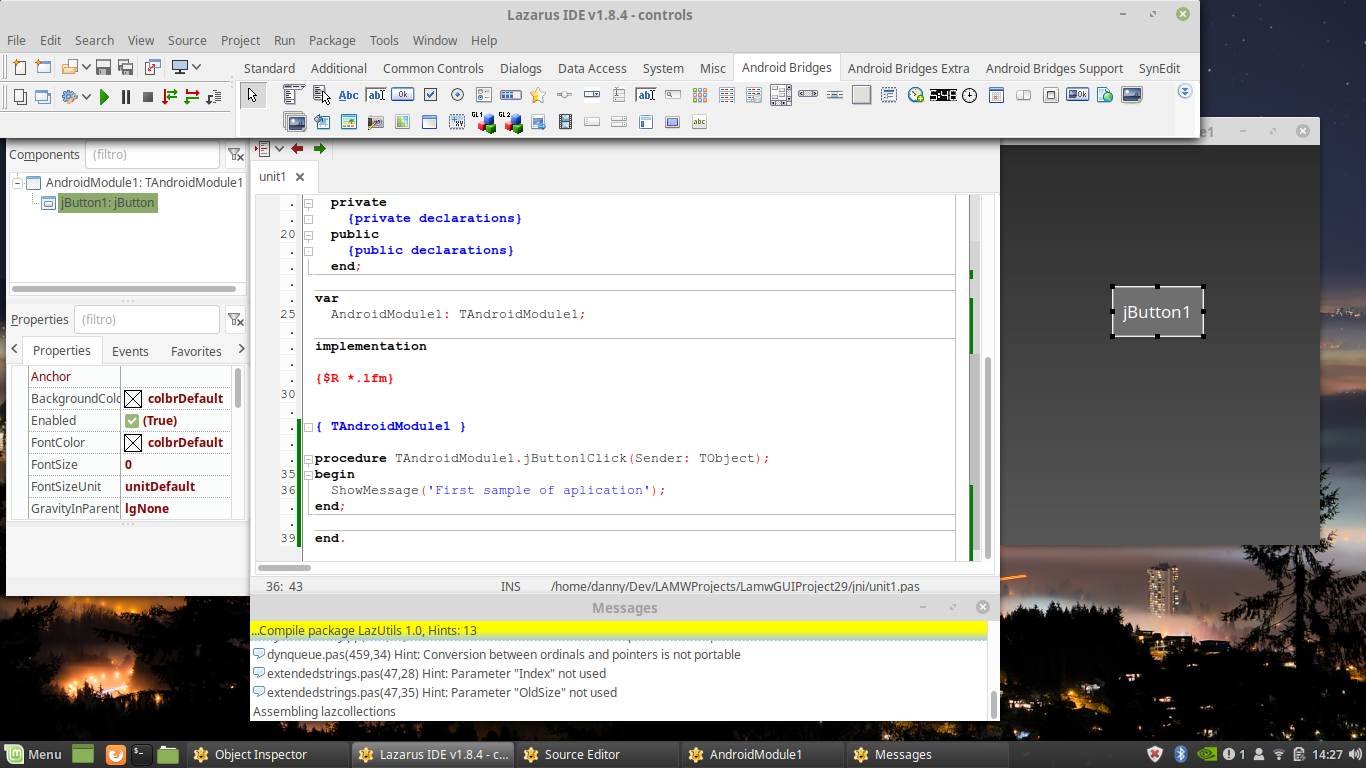 Lazarus IDE v1.8.4 - controls
File Edit Search View Source Project Run Package Tools Window Help
Standard Additional Common Controls Dialogs Data Access System Misc Android Bridges Android Bridges Extra Android Bridges Support SynEdit
Abc ab Ok
GL1 GL2 abc
Components (filtro)
AndroidModule1: TAndroidModule1
jButton1: jButton
Properties (filtro)
Properties Events Favorites
Anchor
BackgroundColo colbrDefault
Enabled (True)
FontColor colbrDefault
FontSize 0
FontSizeUnit unitDefault
GravityInParent lgNone
unit1
private
{private declarations}
20 public
{public declarations}
end;
var
25 AndroidModule1: TAndroidModule1;
implementation
{$R *.lfm}
30
{ TAndroidModule1 }
procedure TAndroidModule1.jButton1Click(Sender: TObject);
35 begin
36 ShowMessage('First sample of aplication');
end;
39 end.
36: 43 INS /home/danny/Dev/LAMWProjects/LamwGUIProject29/jni/unit1.pas
e1
jButton1
Messages
...Compile package LazUtils 1.0, Hints: 13
dynqueue.pas(459,34) Hint: Conversion between ordinals and pointers is not portable
extendedstrings.pas(47,28) Hint: Parameter "Index" not used
extendedstrings.pas(47,35) Hint: Parameter "OldSize" not used
Assembling lazcollections
Menu Object Inspector Lazarus IDE v1.8.4 - c... Source Editor AndroidModule1 Messages 1 14:27